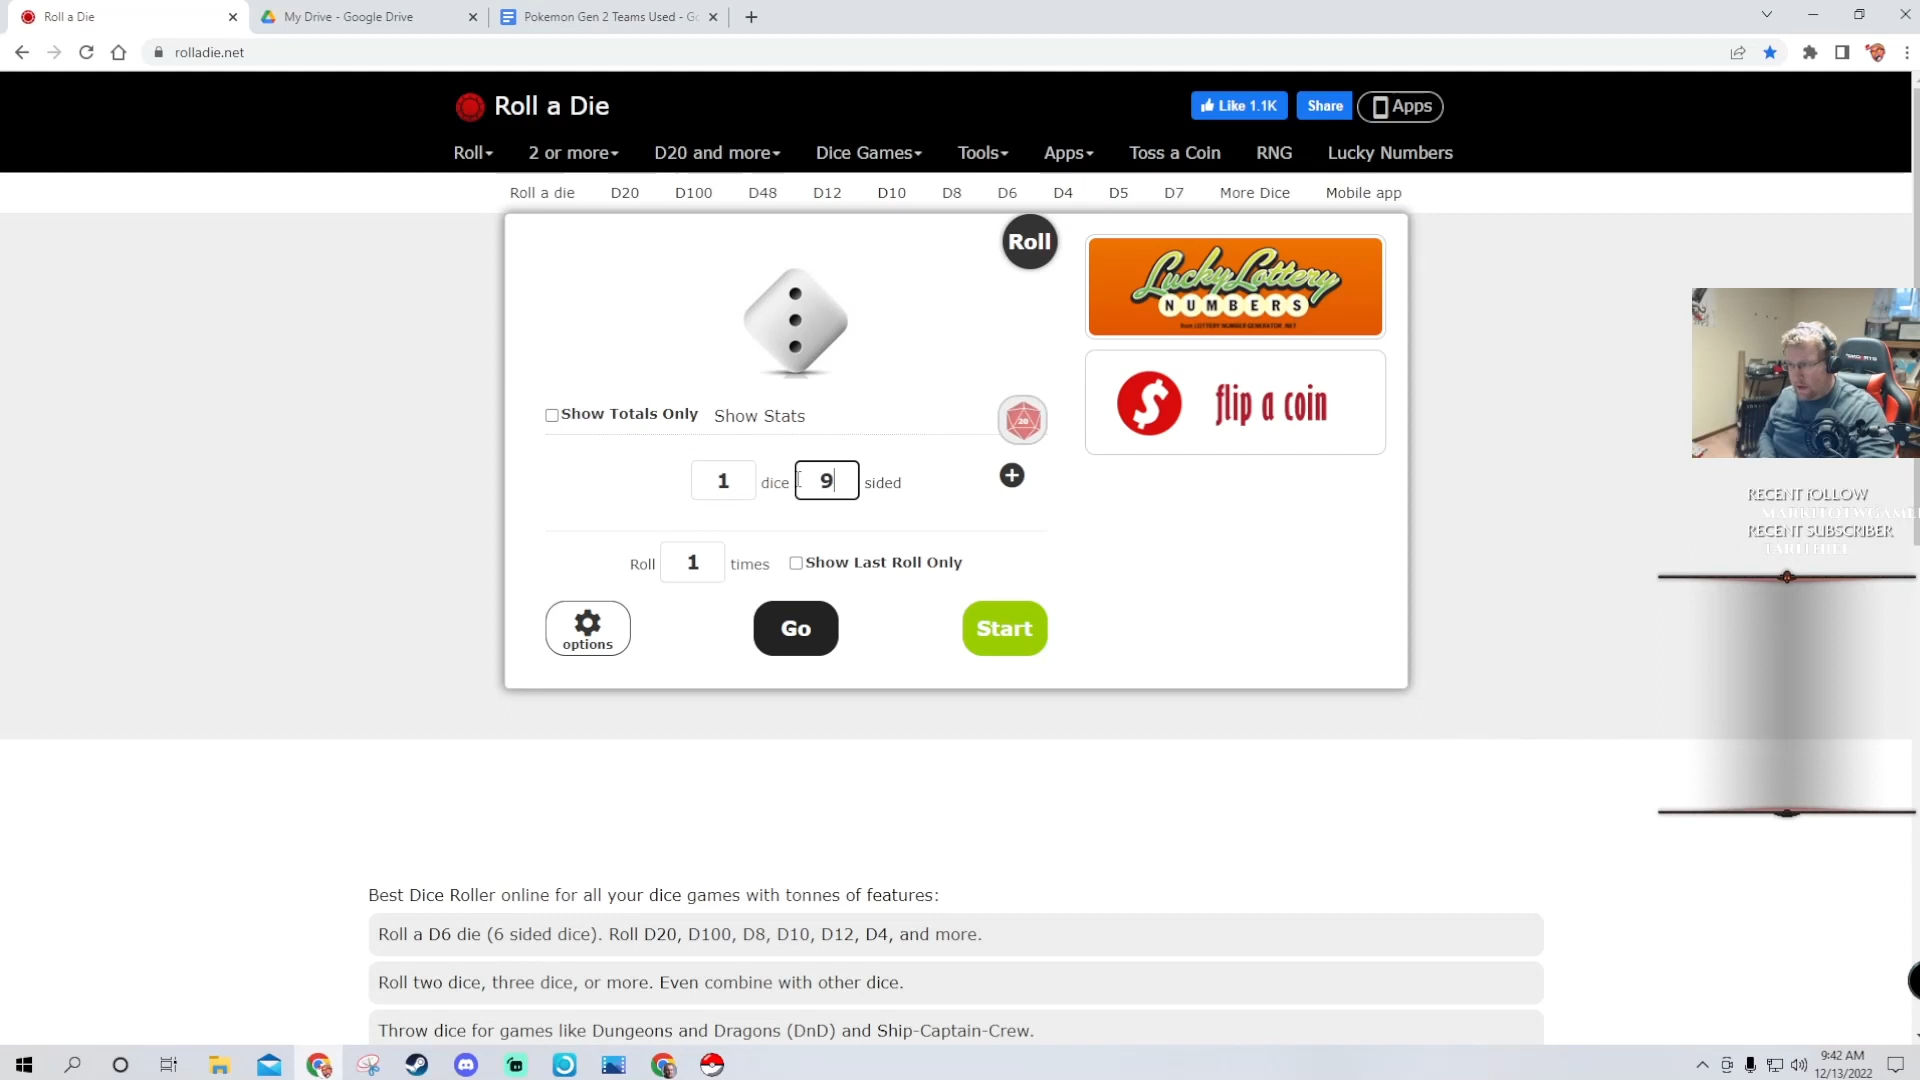 Roll a Die
My Drive - Google Drive
Pokemon Gen 2 Teams Used - Go
rolladie.net
Roll a Die
Like 1.1K
Share
Apps
Roll
2 or more
D20 and more
Dice Games
Tools
Apps
Toss a Coin
RNG
Lucky Numbers
Roll a die
D20
D100
D48
D12
D10
D8
D6
D4
D5
D7
More Dice
Mobile app
Roll
Lucky Lottery
NUMBERS
flip a coin
Show Totals Only
Show Stats
20
1 dice 9 sided
Roll 1 times
Show Last Roll Only
options
Go
Start
RECENT FOLLOW
RECENT SUBSCRIBER
Best Dice Roller online for all your dice games with tonnes of features:
Roll a D6 die (6 sided dice). Roll D20, D100, D8, D10, D12, D4, and more.
Roll two dice, three dice, or more. Even combine with other dice.
Throw dice for games like Dungeons and Dragons (DnD) and Ship-Captain-Crew.
9:42 AM
12/13/2022